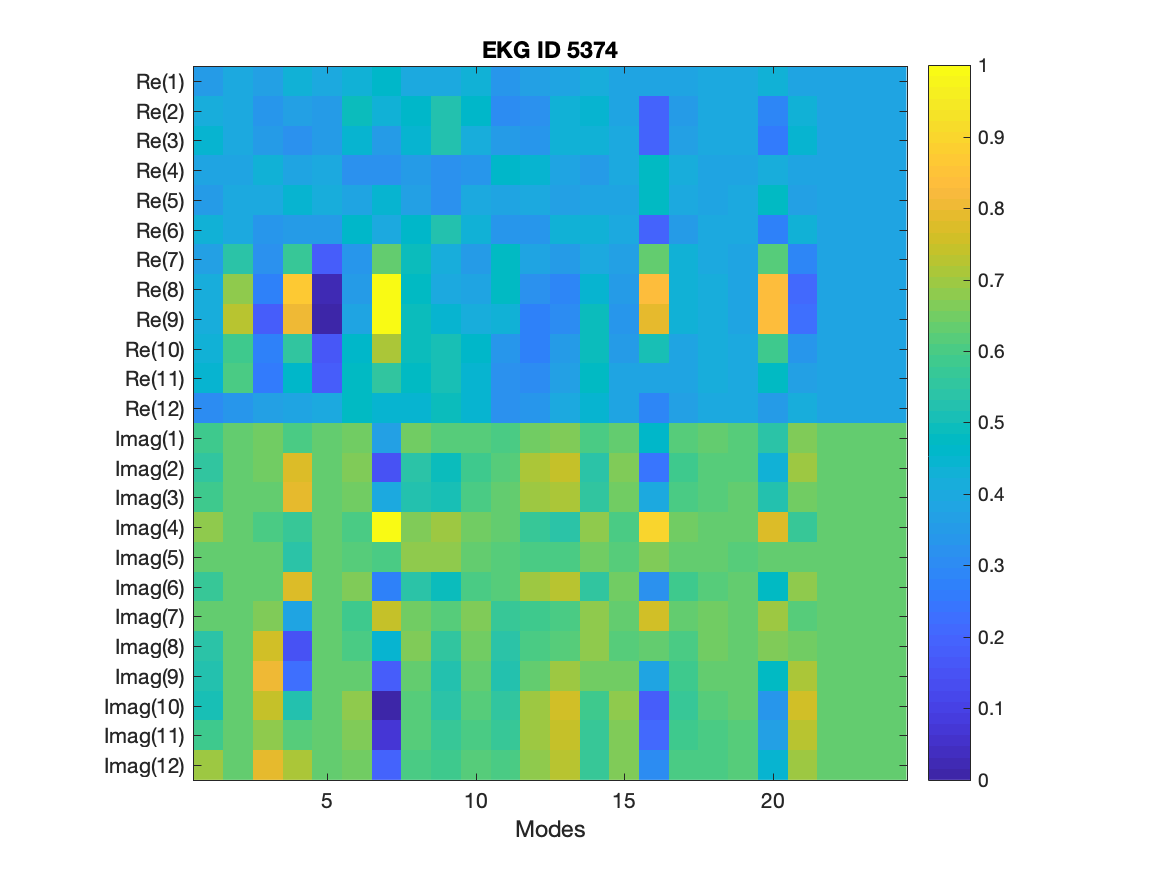 EKG ID 5374
Re(1)
Re(2)
Re(3)
Re(4)
Re(5)
Re(6)
Re(7)
Re(8)
Re(9)
Re(10)
Re(11)
Re(12)
Imag(1)
Imag(2)
Imag(3)
Imag(4)
Imag(5)
Imag(6)
Imag(7)
Imag(8)
Imag(9)
Imag(10)
Imag(11)
Imag(12)
5 10 15 20
Modes
1
0.9
0.8
0.7
0.6
0.5
0.4
0.3
0.2
0.1
0